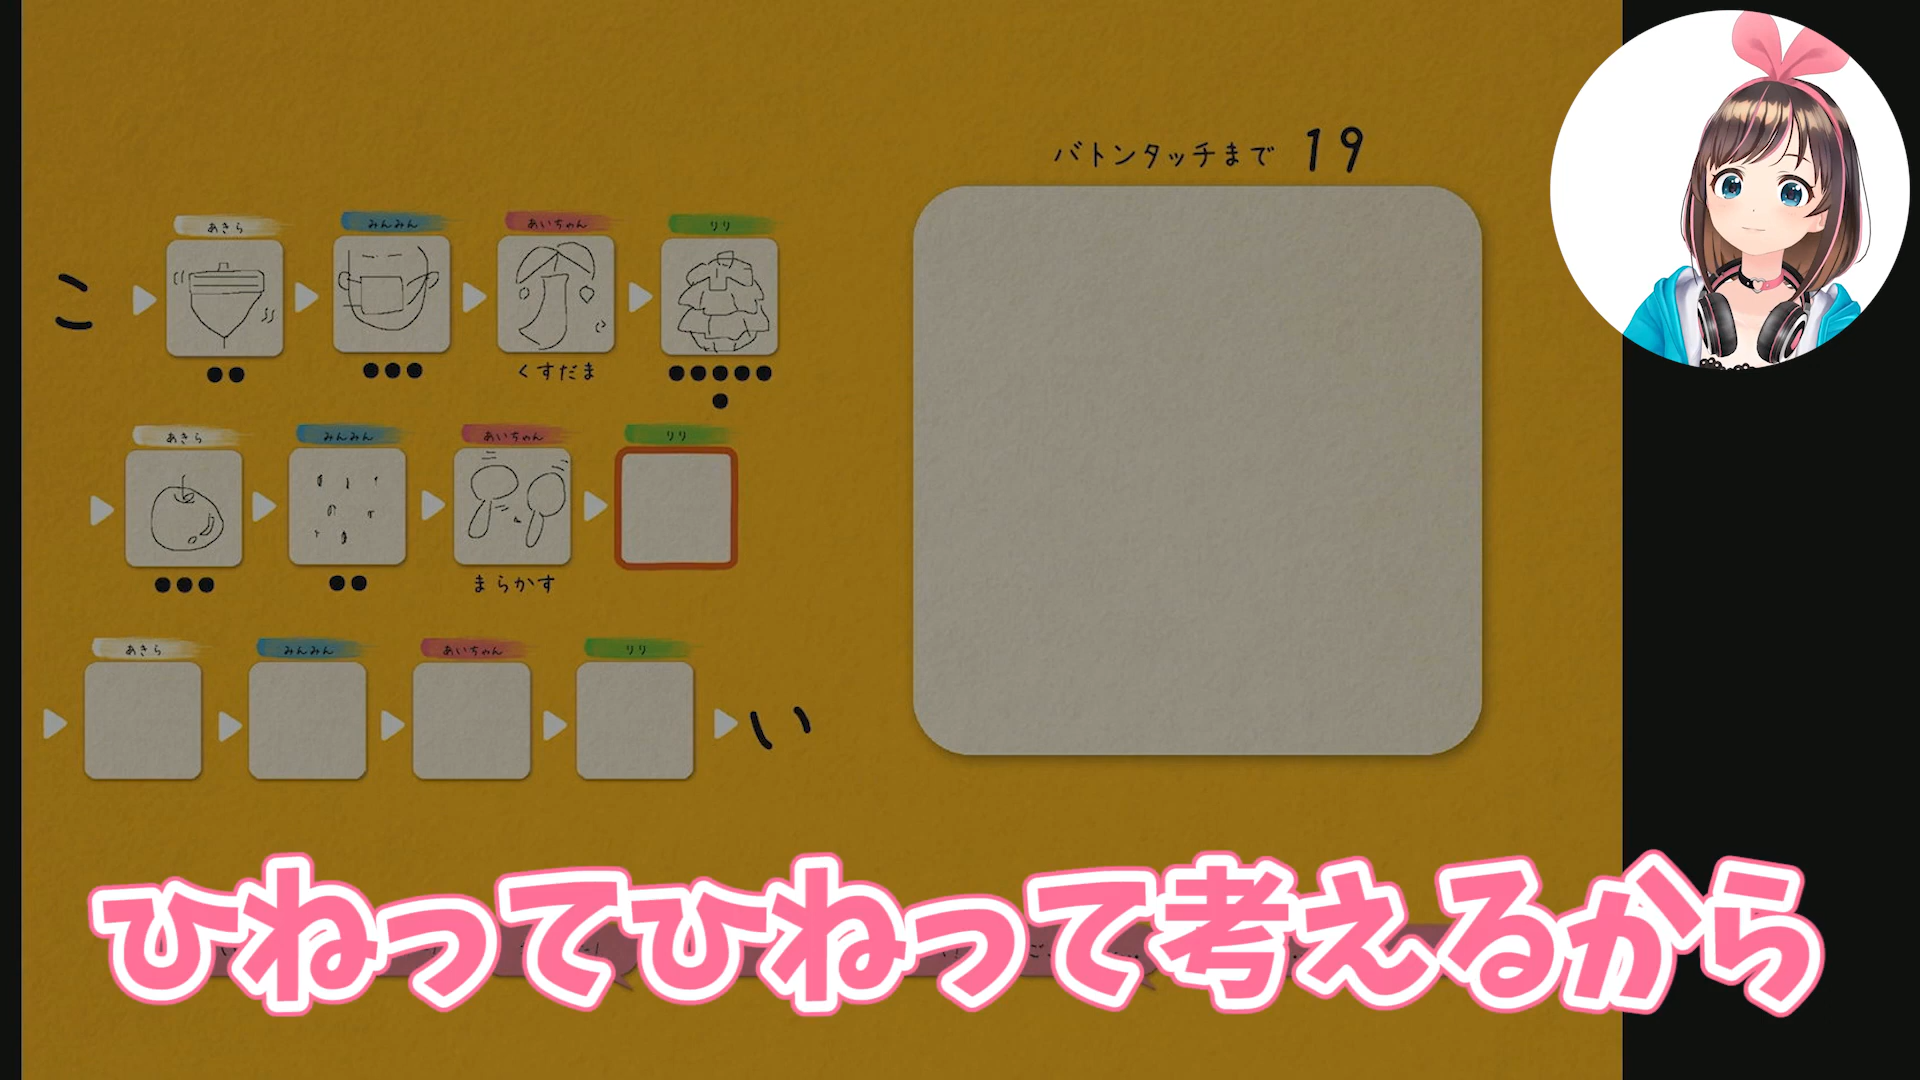 バトンタッチまで 19
あきら みんみん あいちゃん リリ
こ
くすだま
あきら みんみん あいちゃん リリ
まらかす
あきら みんみん あいちゃん リリ
い
ひねってひねって考えるから